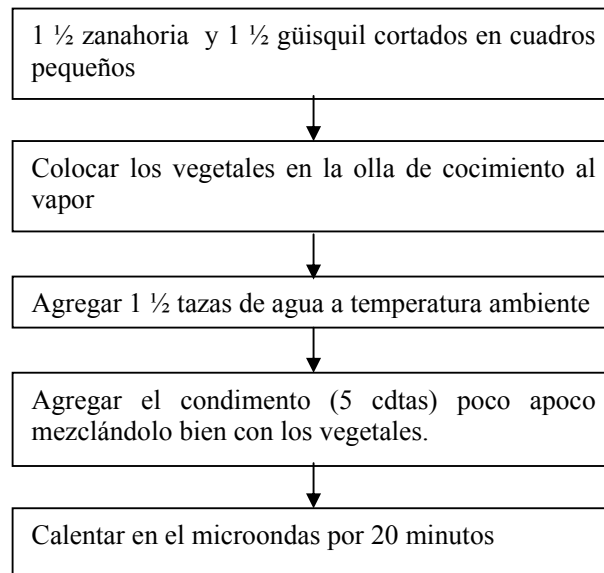 1 ½ zanahoria y 1 ½ güisquil cortados en cuadros
pequeños
Colocar los vegetales en la olla de cocimiento al
vapor
Agregar 1 ½ tazas de agua a temperatura ambiente
Agregar el condimento (5 cdtas) poco apoco
mezclándolo bien con los vegetales.
Calentar en el microondas por 20 minutos